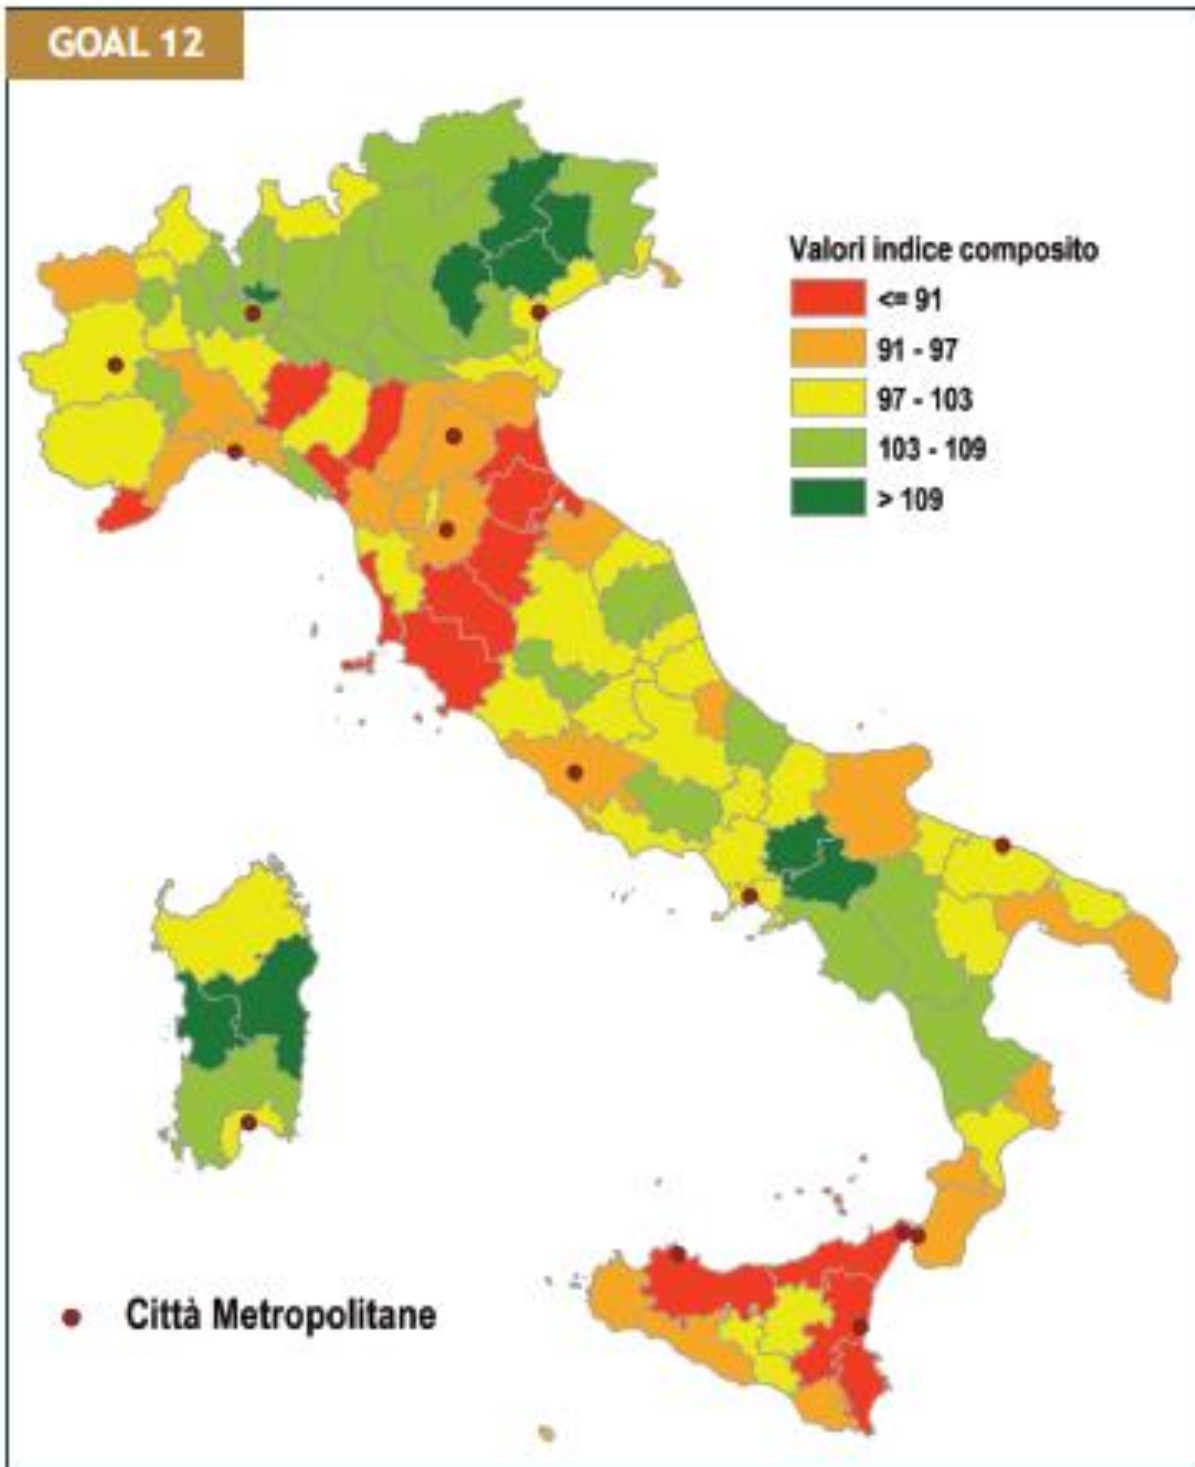 GOAL 12
Valori indice composito
<= 91
91 - 97
97 - 103
103 - 109
> 109
Città Metropolitane